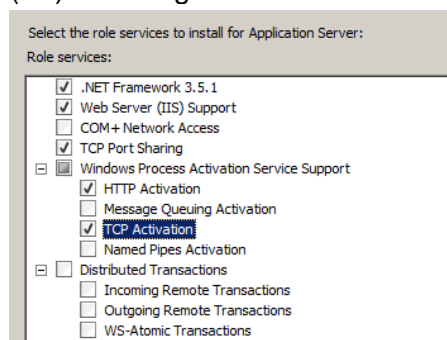 Select the role services to install for Application Server:
Role services:
.NET Framework 3.5.1
Web Server (IIS) Support
COM+ Network Access
TCP Port Sharing
Windows Process Activation Service Support
HTTP Activation
Message Queuing Activation
TCP Activation
Named Pipes Activation
Distributed Transactions
Incoming Remote Transactions
Outgoing Remote Transactions
WS-Atomic Transactions